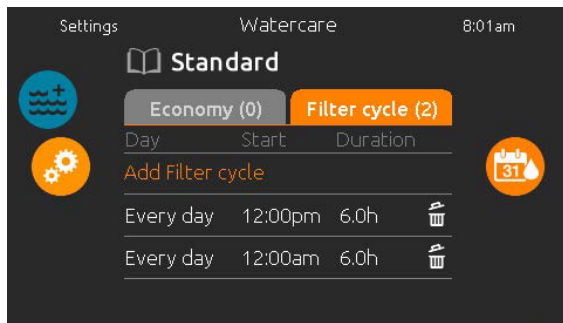 Settings Watercare 8:01am
Standard
Economy (0) Filter cycle (2)
Day Start Duration
Add Filter cycle
31
Every day 12:00pm 6.0h
Every day 12:00am 6.0h